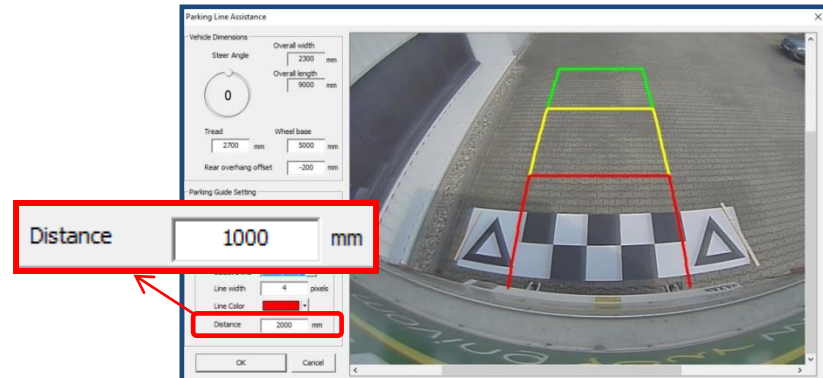 Parking Line Assistance
Vehicle Dimensions
Steer Angle
0
Overall width
2300 mm
Overall length
9000 mm
Tread
2700 mm
Wheel base
5000 mm
Rear overhang offset -200 mm
Parking Guide Setting
Distance 1000 mm
Line width 4 pixels
Line Color
Distance 2000 mm
OK Cancel